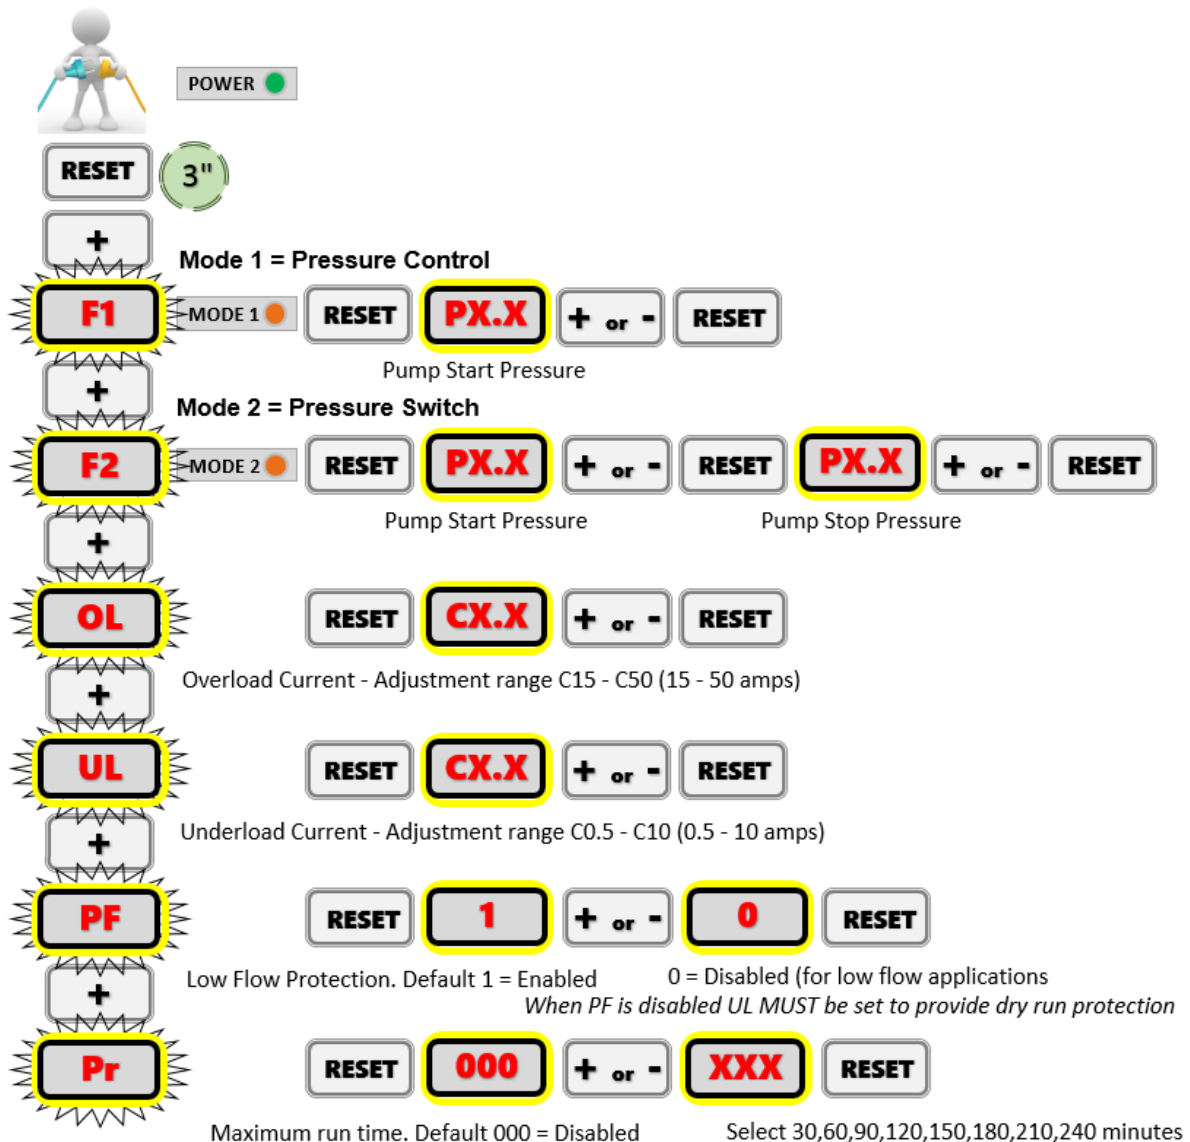 POWER
RESET 3"
+
Mode 1 = Pressure Control
F1 MODE 1 RESET PX.X + or - RESET
Pump Start Pressure
+
Mode 2 = Pressure Switch
F2 MODE 2 RESET PX.X + or - RESET PX.X + or - RESET
Pump Start Pressure Pump Stop Pressure
+
OL RESET CX.X + or - RESET
Overload Current - Adjustment range C15 - C50 (15 - 50 amps)
+
UL RESET CX.X + or - RESET
Underload Current - Adjustment range C0.5 - C10 (0.5 - 10 amps)
+
PF RESET 1 + or - 0 RESET
Low Flow Protection. Default 1 = Enabled 0 = Disabled (for low flow applications
+
When PF is disabled UL MUST be set to provide dry run protection
Pr RESET 000 + or - XXX RESET
Maximum run time. Default 000 = Disabled Select 30,60,90,120,150,180,210,240 minutes